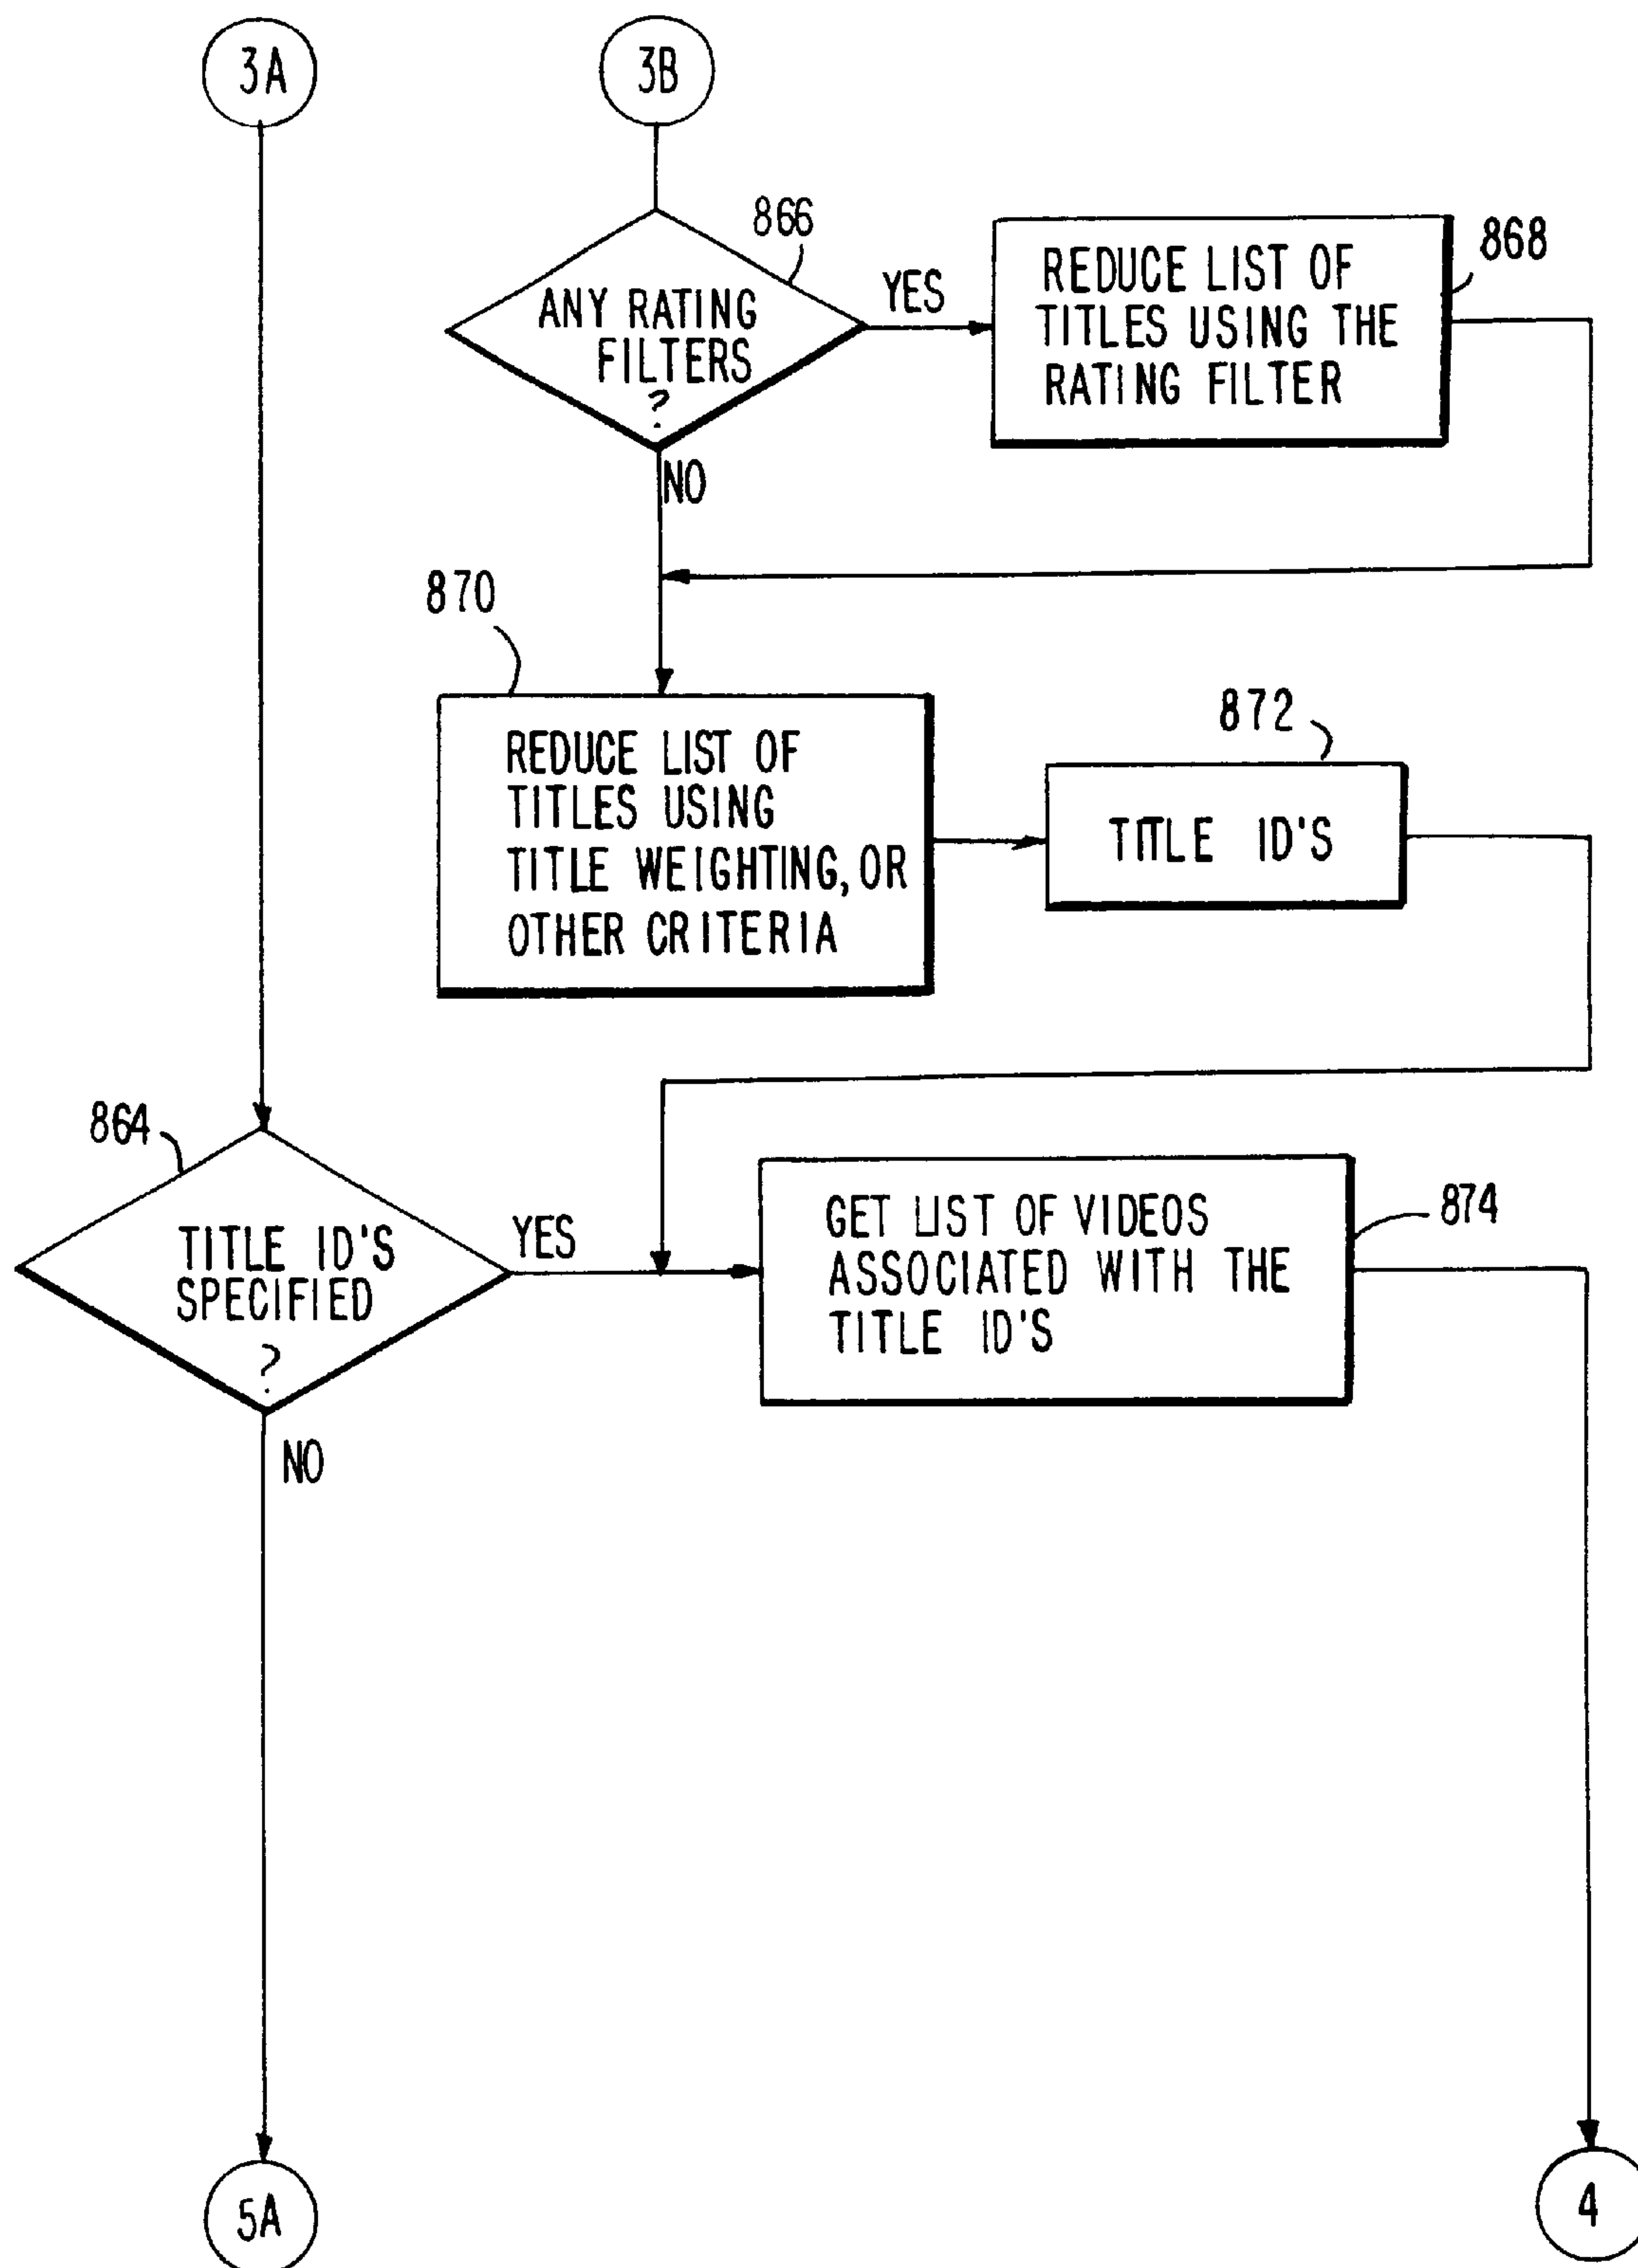 3A
3B
866
ANY RATING
FILTERS
?
YES
NO
868
REDUCE LIST OF
TITLES USING THE
RATING FILTER
870
REDUCE LIST OF
TITLES USING
TITLE WEIGHTING, OR
OTHER CRITERIA
872
TITLE ID'S
864
TITLE ID'S
SPECIFIED
?
YES
NO
874
GET LIST OF VIDEOS
ASSOCIATED WITH THE
TITLE ID'S
5A
4